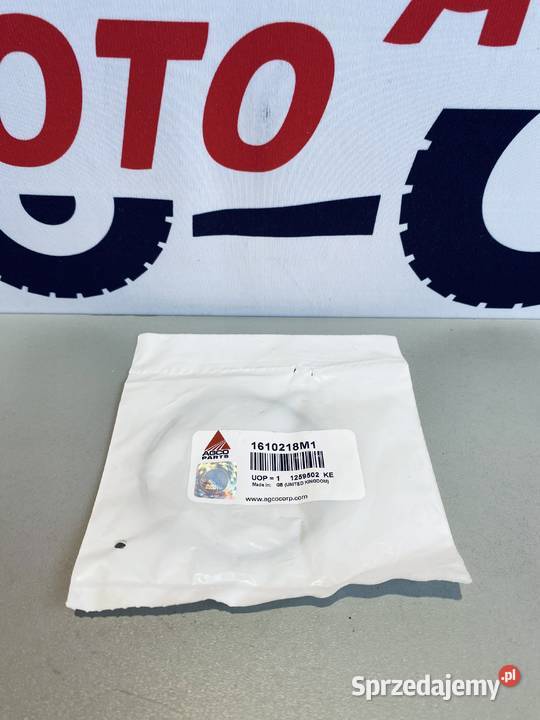 OTO
A
AGCO
PARTS
1610218M1
UOP = 1 1259502 KE
Made in: GB (UNITED KINGDOM)
www.agcocorp.com
Sprzedajemy.pl